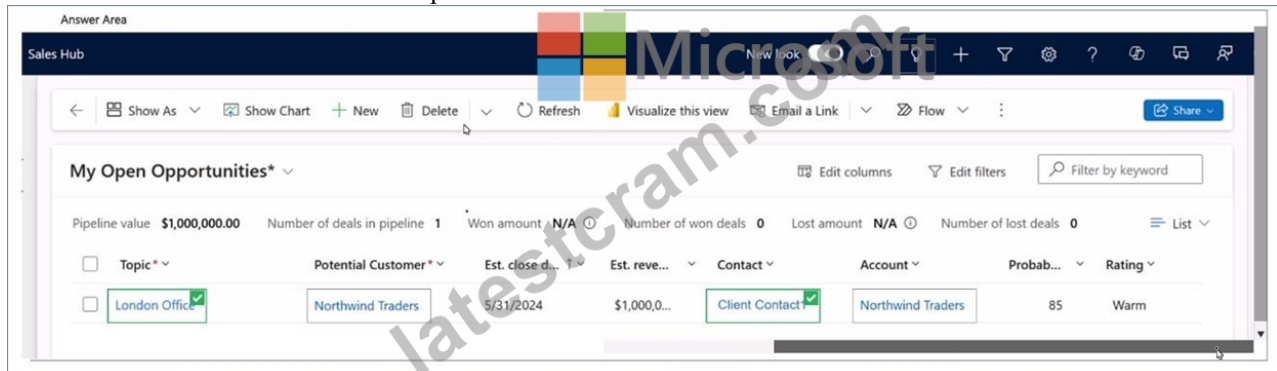 Answer Area
Sales Hub
Microsoft
New look
Show As
Show Chart
New
Delete
Refresh
Visualize this view
Email a Link
Flow
Share
My Open Opportunities*
Edit columns
Edit filters
Filter by keyword
Pipeline value $1,000,000.00 Number of deals in pipeline 1 Won amount N/A Number of won deals 0 Lost amount N/A Number of lost deals 0
List
Topic* Potential Customer* Est. close d... ↑ Est. reve... Contact Account Probab... Rating
London Office Northwind Traders 5/31/2024 $1,000,0... Client Contact1 Northwind Traders 85 Warm
latestcram.com